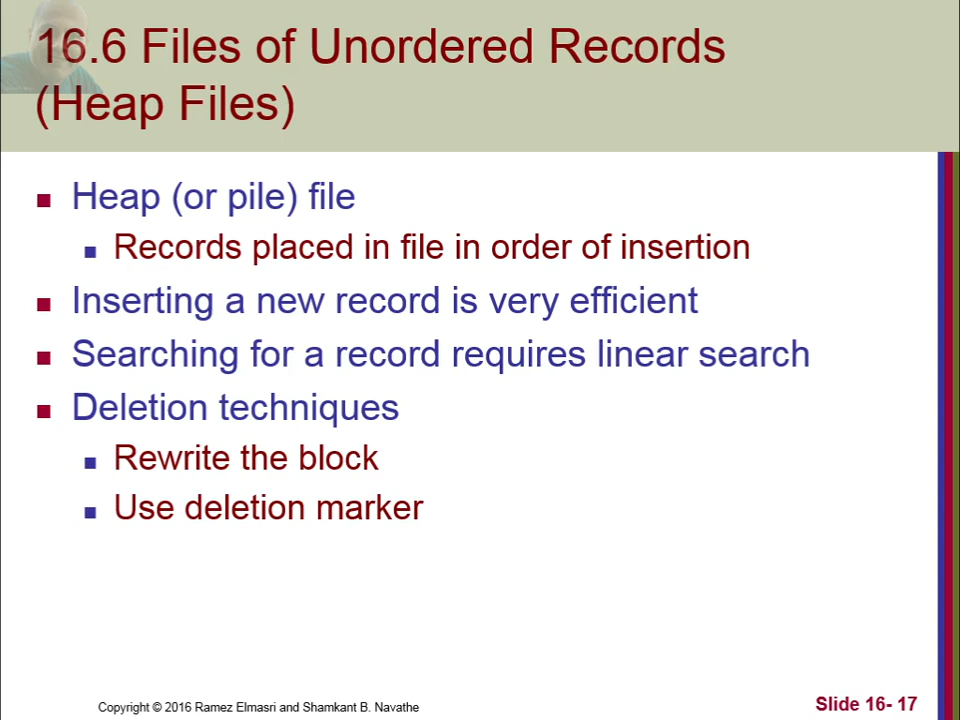 16.6 Files of Unordered Records
(Heap Files)
Heap (or pile) file
Records placed in file in order of insertion
Inserting a new record is very efficient
Searching for a record requires linear search
Deletion techniques
Rewrite the block
Use deletion marker
Copyright © 2016 Ramez Elmasri and Shamkant B. Navathe
Slide 16- 17